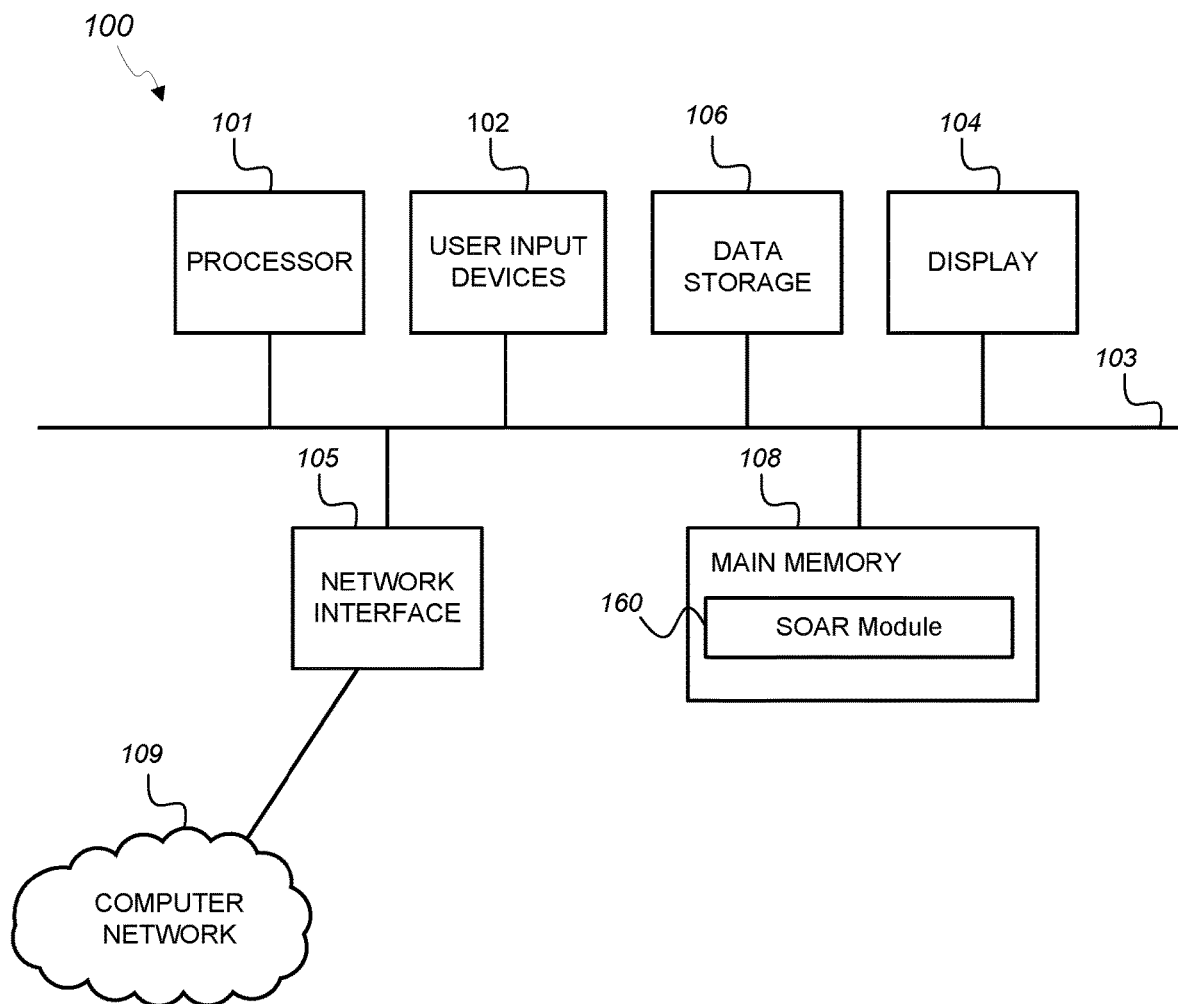 100
101
102
106
104
PROCESSOR
USER INPUT
DEVICES
DATA
STORAGE
DISPLAY
103
105
108
NETWORK
INTERFACE
MAIN MEMORY
160
SOAR Module
109
COMPUTER
NETWORK